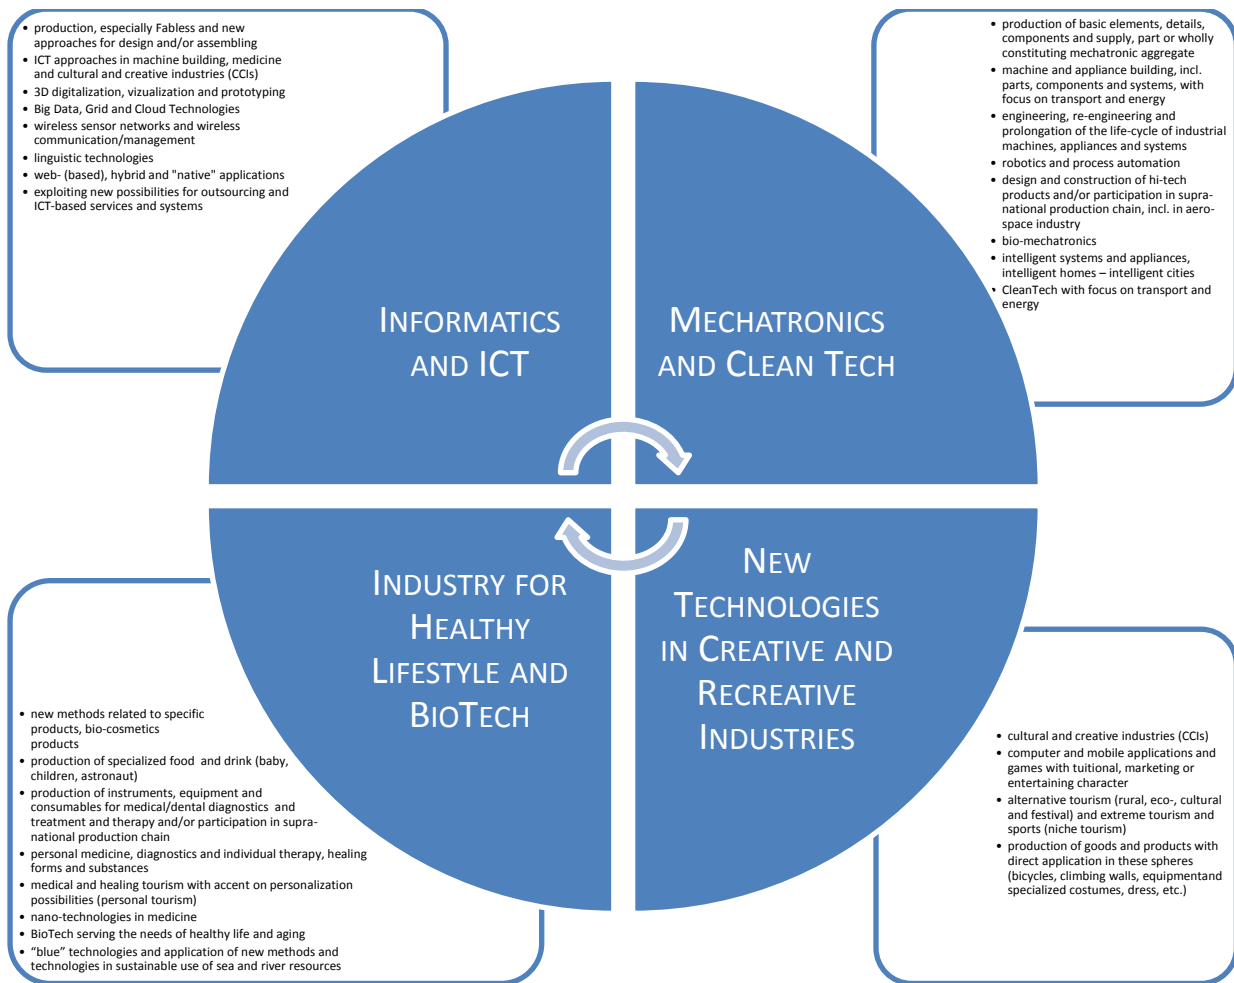 • production, especially Fabless and new
approaches for design and/or assembling
• ICT approaches in machine building, medicine
and cultural and creative industries (CCIs)
• 3D digitalization, vizualization and prototyping
• Big Data, Grid and Cloud Technologies
• wireless sensor networks and wireless
communication/management
• linguistic technologies
• web- (based), hybrid and "native" applications
• exploiting new possibilities for outsourcing and
ICT-based services and systems
• production of basic elements, details,
components and supply, part or wholly
constituting mechatronic aggregate
• machine and appliance building, incl.
parts, components and systems, with
focus on transport and energy
• engineering, re-engineering and
prolongation of the life-cycle of industrial
machines, appliances and systems
• robotics and process automation
• design and construction of hi-tech
products and/or participation in supra-
national production chain, incl. in aero-
space industry
• bio-mechatronics
• intelligent systems and appliances,
intelligent homes – intelligent cities
• CleanTech with focus on transport and
energy
INFORMATICS
AND ICT
MECHATRONICS
AND CLEAN TECH
INDUSTRY FOR
HEALTHY
LIFESTYLE AND
BIOTECH
NEW
TECHNOLOGIES
IN CREATIVE AND
RECREATIVE
INDUSTRIES
• new methods related to specific
products, bio-cosmetics
products
• production of specialized food and drink (baby,
children, astronaut)
• production of instruments, equipment and
consumables for medical/dental diagnostics and
treatment and therapy and/or participation in supra-
national production chain
• personal medicine, diagnostics and individual therapy, healing
forms and substances
• medical and healing tourism with accent on personalization
possibilities (personal tourism)
• nano-technologies in medicine
• BioTech serving the needs of healthy life and aging
• “blue” technologies and application of new methods and
technologies in sustainable use of sea and river resources
• cultural and creative industries (CCIs)
• computer and mobile applications and
games with tuitional, marketing or
entertaining character
• alternative tourism (rural, eco-, cultural
and festival) and extreme tourism and
sports (niche tourism)
• production of goods and products with
direct application in these spheres
(bicycles, climbing walls, equipmentand
specialized costumes, dress, etc.)